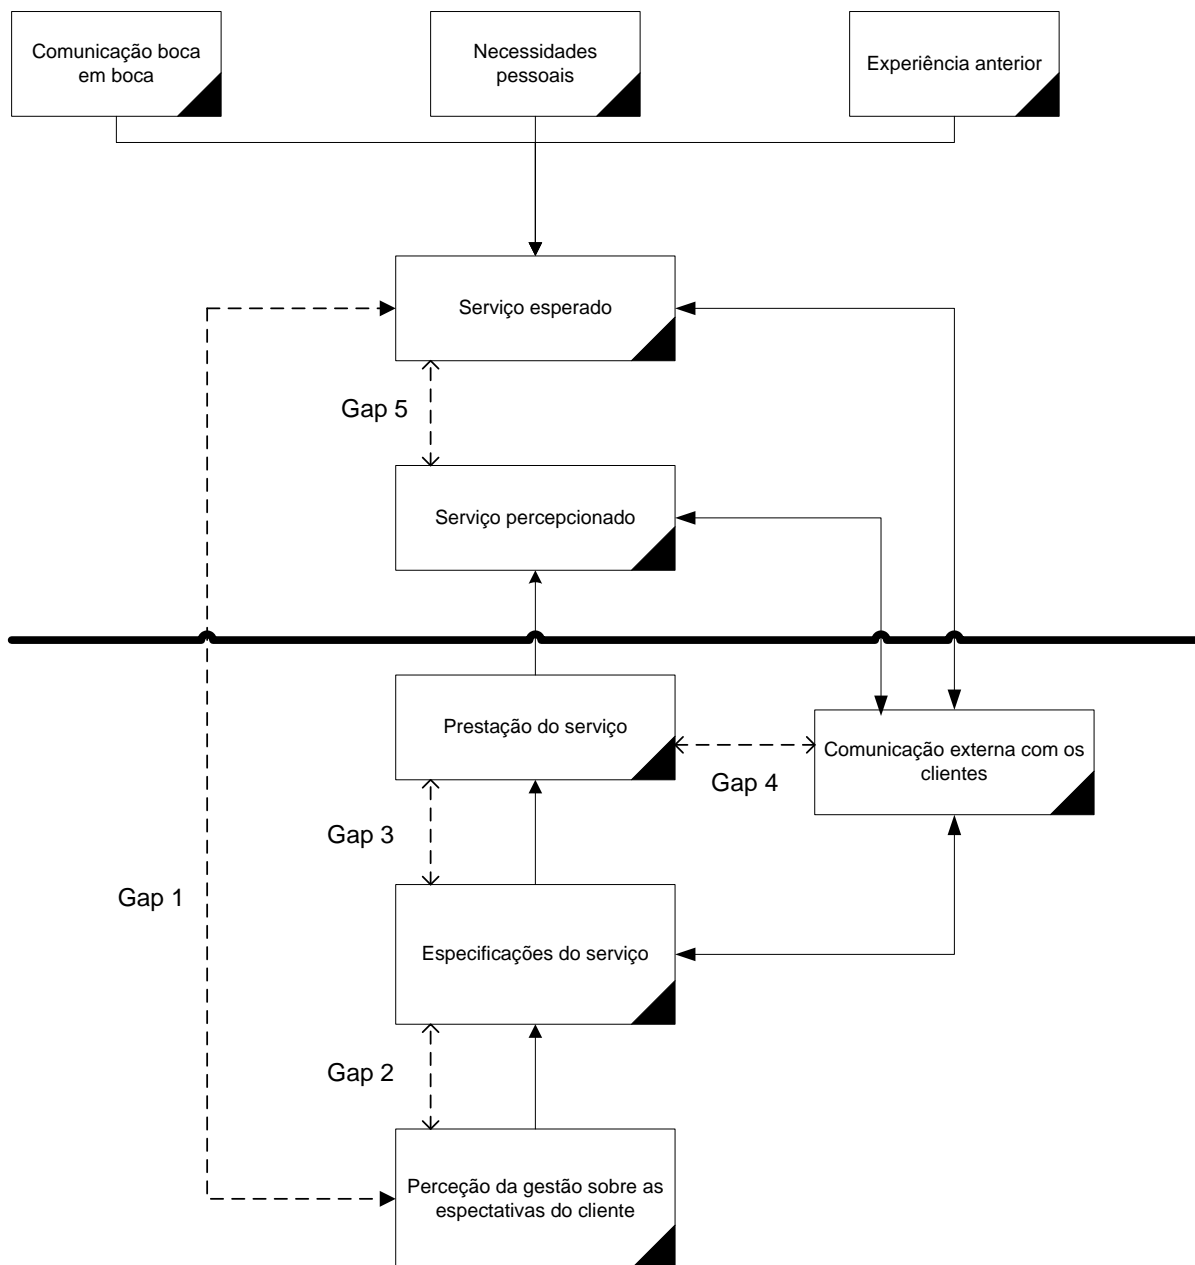 Comunicação boca
em boca
Necessidades
pessoais
Experiência anterior
Serviço esperado
Gap 5
Serviço percepcionado
Prestação do serviço
Comunicação externa com os
clientes
Gap 4
Gap 3
Gap 1
Especificações do serviço
Gap 2
Perceção da gestão sobre as
espectativas do cliente